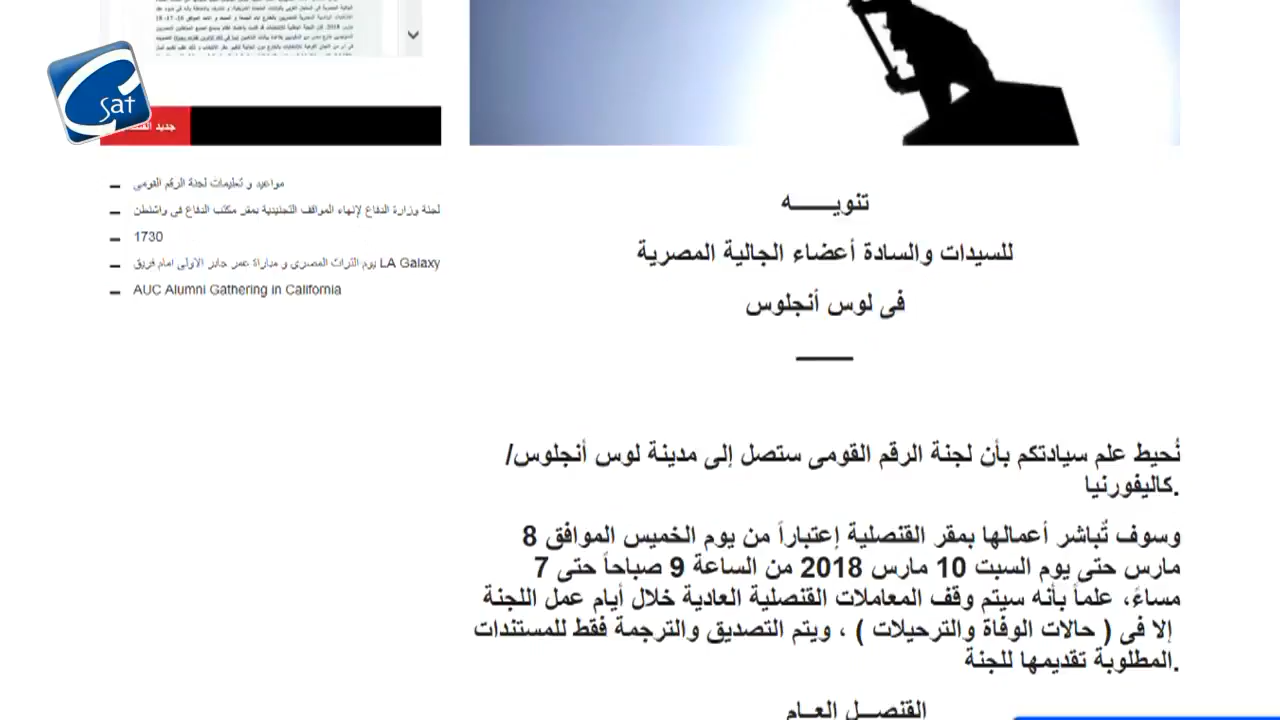 Sat
جديد
مواعيد و تعليمات لجنة الرقم القومى
لجنة وزارة الدفاع لإنهاء المواقف التجنيدية بمقر مكتب الدفاع فى واشنطن
1730
يوم التراث المصرى و مباراة عمر جابر الاولى امام فريق LA Galaxy
AUC Alumni Gathering in California
تنويـــــه
للسيدات والسادة أعضاء الجالية المصرية
فى لوس أنجلوس
نُحيط علم سيادتكم بأن لجنة الرقم القومى ستصل إلى مدينة لوس أنجلوس/
كاليفورنيا.
وسوف تُباشر أعمالها بمقر القنصلية إعتباراً من يوم الخميس الموافق 8
مارس حتى يوم السبت 10 مارس 2018 من الساعة 9 صباحاً حتى 7
مساءً، علماً بأنه سيتم وقف المعاملات القنصلية العادية خلال أيام عمل اللجنة
إلا فى ( حالات الوفاة والترحيلات ) ، ويتم التصديق والترجمة فقط للمستندات
المطلوبة تقديمها للجنة.
القنصــل العــام